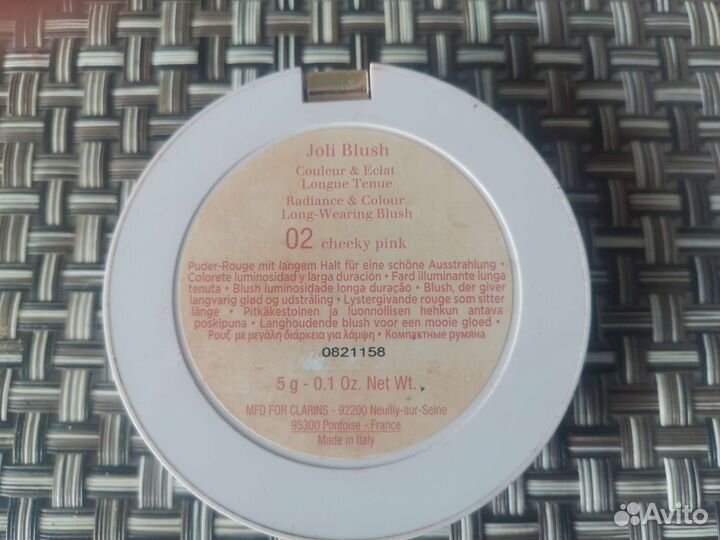 Joli Blush
Couleur & Eclat
Longue Tenue
Radiance & Colour
Long-Wearing Blush
02 cheeky pink
Puder-Rouge mit langem Halt für eine schöne Ausstrahlung •
Colorete luminosidad y larga duración • Fard illuminante lunga
tenuta • Blush luminosidade longa duração • Blush, der giver
langvarig glød og udstråling • Lystergivande rouge som sitter
länge • Pitkäkestoinen ja luonnollisen hehkun antava
poskipuna • Langhoudende blush voor een mooie gloed •
Ρουζ με μεγάλη διάρκεια για λάμψη • Компактные румяна
0821158
5 g - 0.1 Oz. Net Wt.
MFD FOR CLARINS - 92200 Neuilly-sur-Seine
95300 Pontoise - France
Made in Italy
Avito